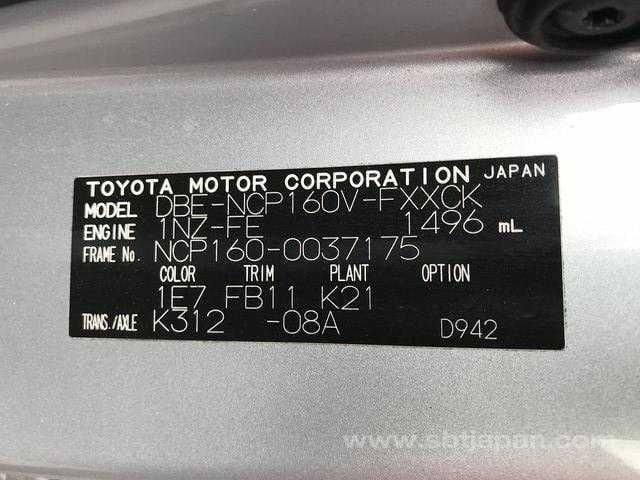 TOYOTA MOTOR CORPORATION JAPAN
MODEL DBE-NCP160V-FXXCK
ENGINE 1NZ-FE 1496 mL
FRAME No. NCP160-0037175
COLOR TRIM PLANT OPTION
1E7 FB11 K21
TRANS./AXLE K312 -08A D942
www.sbtjapan.com